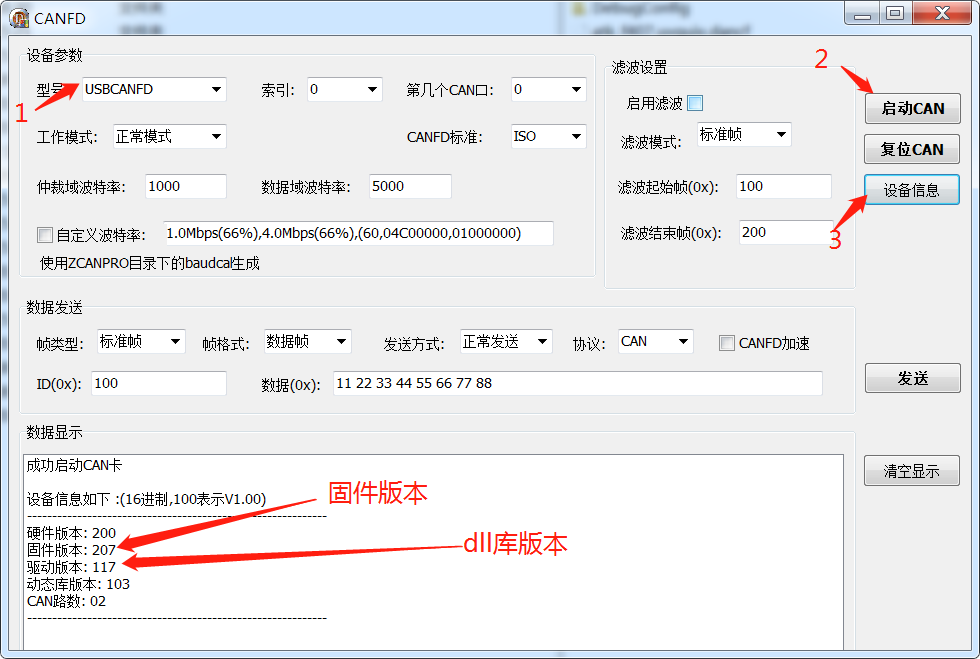 CANFD
设备参数
型号
USBCANFD
索引:
0
第几个CAN口:
0
1
工作模式:
正常模式
CANFD标准:
ISO
仲裁域波特率:
1000
数据域波特率:
5000
自定义波特率:
1.0Mbps(66%),4.0Mbps(66%),(60,04C00000,01000000)
使用ZCANPRO目录下的baudcal生成
滤波设置
启用滤波
滤波模式:
标准帧
滤波起始帧(0x):
100
滤波结束帧(0x):
200
2
启动CAN
复位CAN
设备信息
3
数据发送
帧类型:
标准帧
帧格式:
数据帧
发送方式:
正常发送
协议:
CAN
CANFD加速
ID(0x):
100
数据(0x):
11 22 33 44 55 66 77 88
发送
数据显示
成功启动CAN卡
设备信息如下 :(16进制,100表示V1.00)
------------------------------------------------------------
硬件版本: 200
固件版本: 207
驱动版本: 117
动态库版本: 103
CAN路数: 02
------------------------------------------------------------
固件版本
dll库版本
清空显示